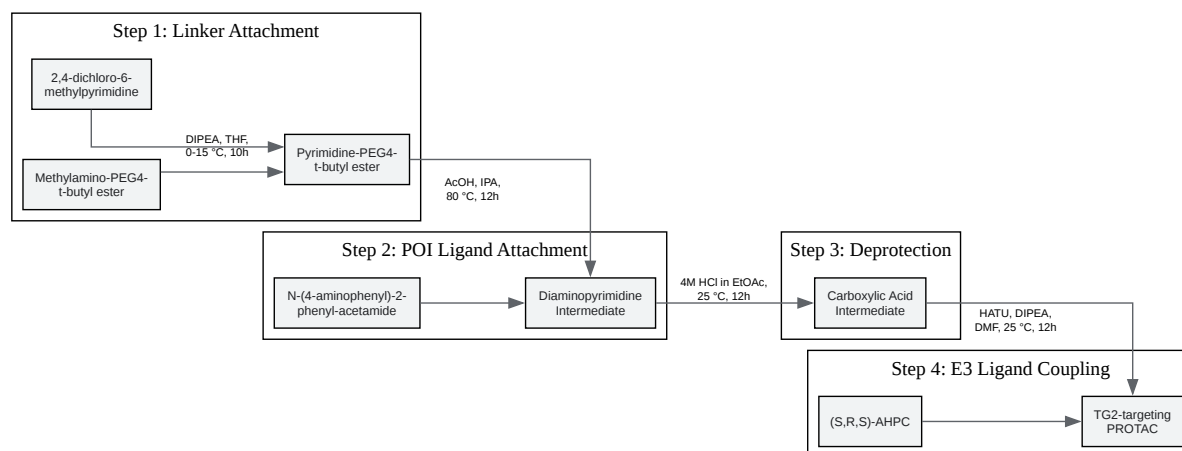 Step 1: Linker Attachment
2,4-dichloro-6-
methylpyrimidine
DIPEA, THF,
0-15 °C, 10h
Methylamino-PEG4-
t-butyl ester
Pyrimidine-PEG4-
t-butyl ester
AcOH, IPA,
80 °C, 12h
Step 2: POI Ligand Attachment
N-(4-aminophenyl)-2-
phenyl-acetamide
Diaminopyrimidine
Intermediate
4M HCl in EtOAc,
25 °C, 12h
Step 3: Deprotection
Carboxylic Acid
Intermediate
HATU, DIPEA,
DMF, 25 °C, 12h
Step 4: E3 Ligand Coupling
(S,R,S)-AHPC
TG2-targeting
PROTAC